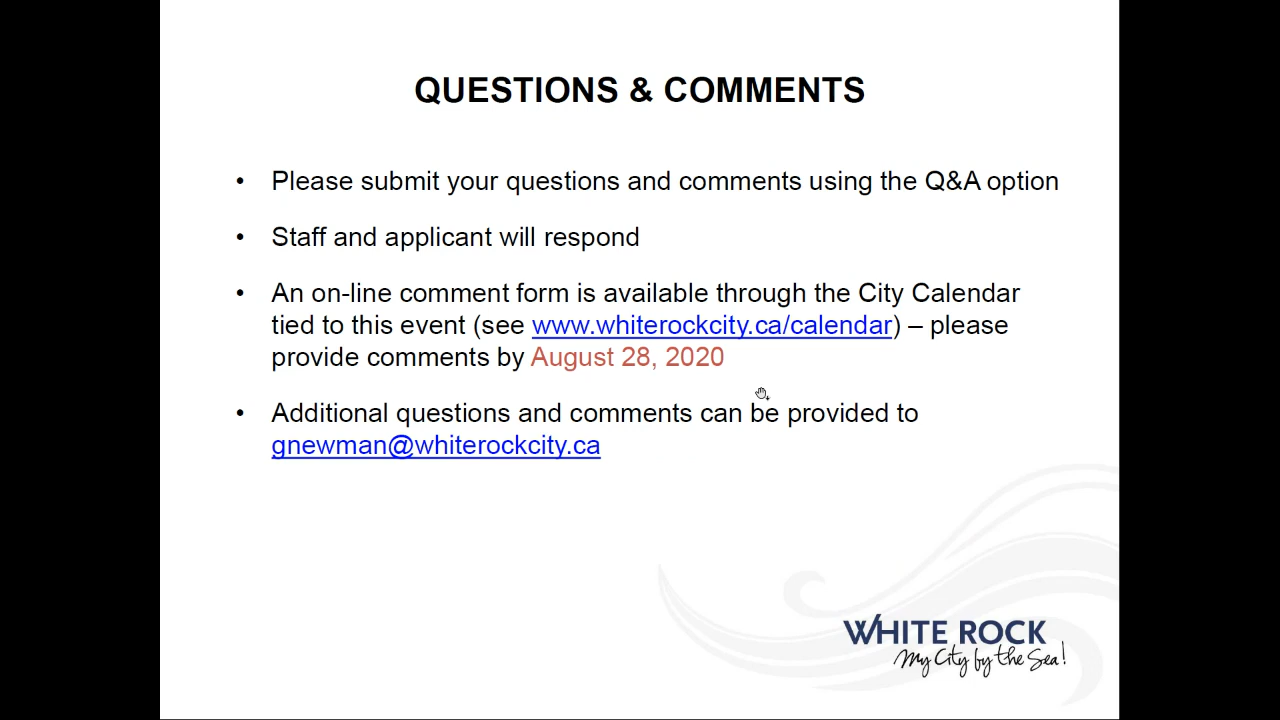 QUESTIONS & COMMENTS
• Please submit your questions and comments using the Q&A option
• Staff and applicant will respond
• An on-line comment form is available through the City Calendar
tied to this event (see www.whiterockcity.ca/calendar) – please
provide comments by August 28, 2020
• Additional questions and comments can be provided to
gnewman@whiterockcity.ca
WHITE ROCK
My City by the Sea!